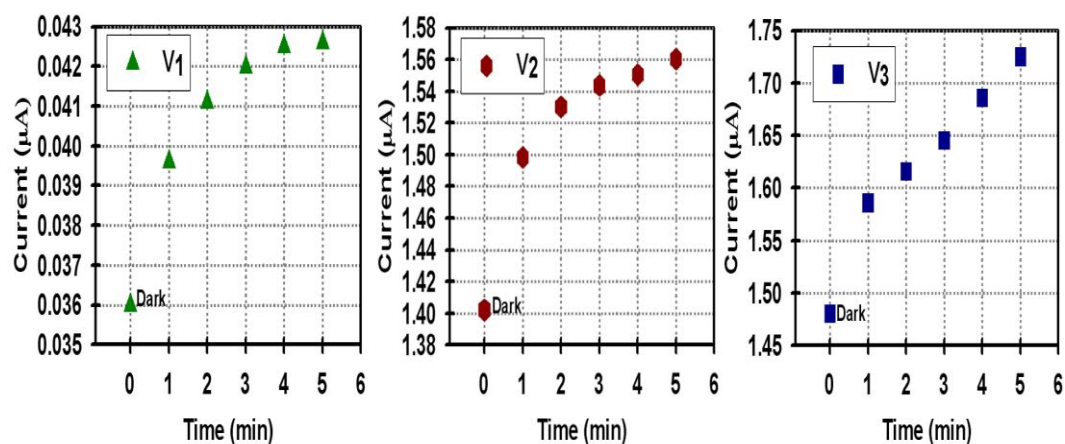 Current (µA)
0.043
0.042
0.041
0.040
0.039
0.038
0.037
0.036
0.035
V1
Dark
0 1 2 3 4 5 6
Time (min)
Current (µA)
1.58
1.56
1.54
1.52
1.50
1.48
1.46
1.44
1.42
1.40
1.38
V2
Dark
0 1 2 3 4 5 6
Time (min)
Current (µA)
1.75
1.70
1.65
1.60
1.55
1.50
1.45
V3
Dark
0 1 2 3 4 5 6
Time (min)